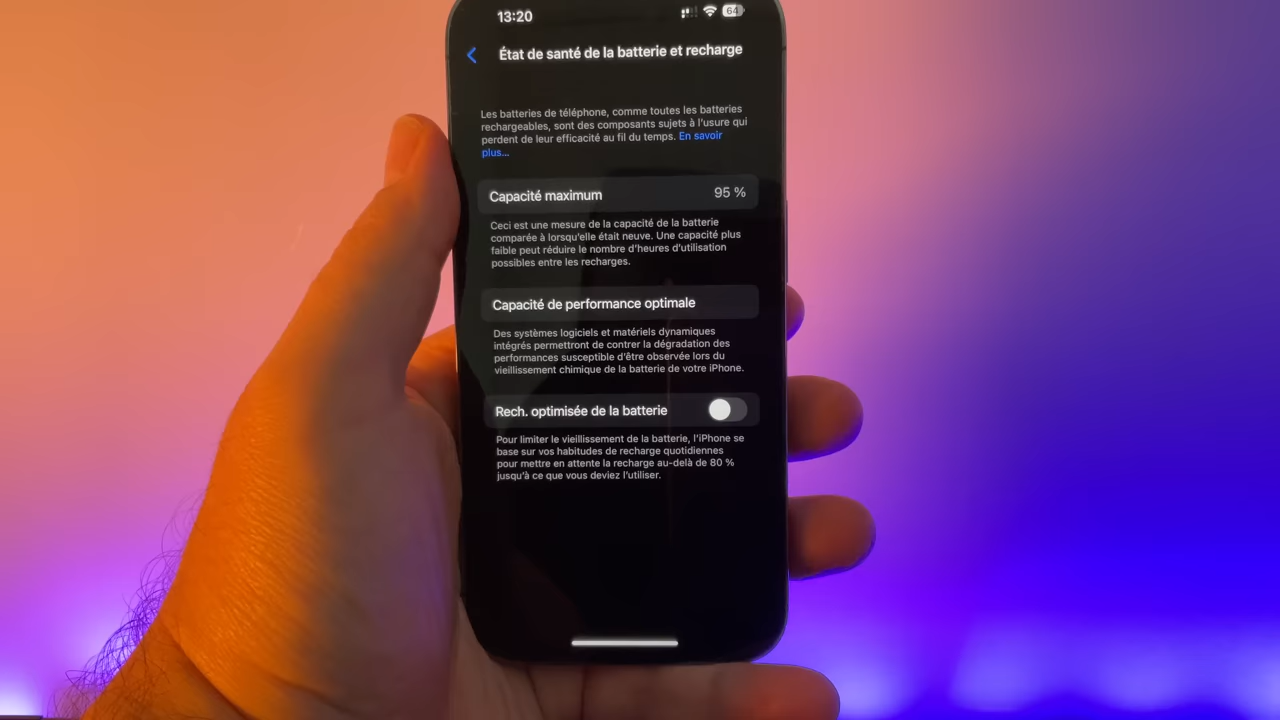 13:20
64
État de santé de la batterie et recharge
Les batteries de téléphone, comme toutes les batteries
rechargeables, sont des composants sujets à l'usure qui
perdent de leur efficacité au fil du temps. En savoir
plus...
Capacité maximum 95 %
Ceci est une mesure de la capacité de la batterie
comparée à lorsqu'elle était neuve. Une capacité plus
faible peut réduire le nombre d'heures d'utilisation
possibles entre les recharges.
Capacité de performance optimale
Des systèmes logiciels et matériels dynamiques
intégrés permettront de contrer la dégradation des
performances susceptible d'être observée lors du
vieillissement chimique de la batterie de votre iPhone.
Rech. optimisée de la batterie
Pour limiter le vieillissement de la batterie, l'iPhone se
base sur vos habitudes de recharge quotidiennes
pour mettre en attente la recharge au-delà de 80 %
jusqu'à ce que vous deviez l'utiliser.